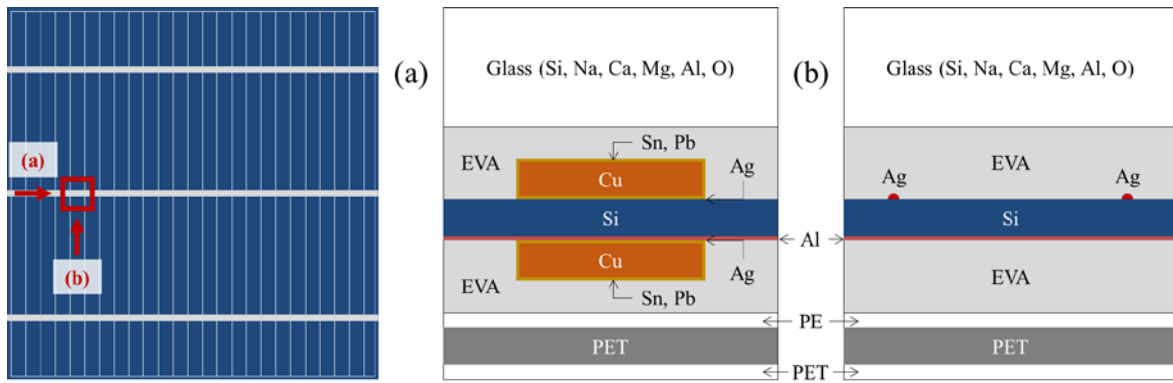 (a)
(b)
(a)
Glass (Si, Na, Ca, Mg, Al, O)
Sn, Pb
EVA
Ag
Cu
Si
Al
Cu
Ag
EVA
Sn, Pb
PE
PET
PET
(b)
Glass (Si, Na, Ca, Mg, Al, O)
EVA
Ag
Ag
Si
EVA
PET